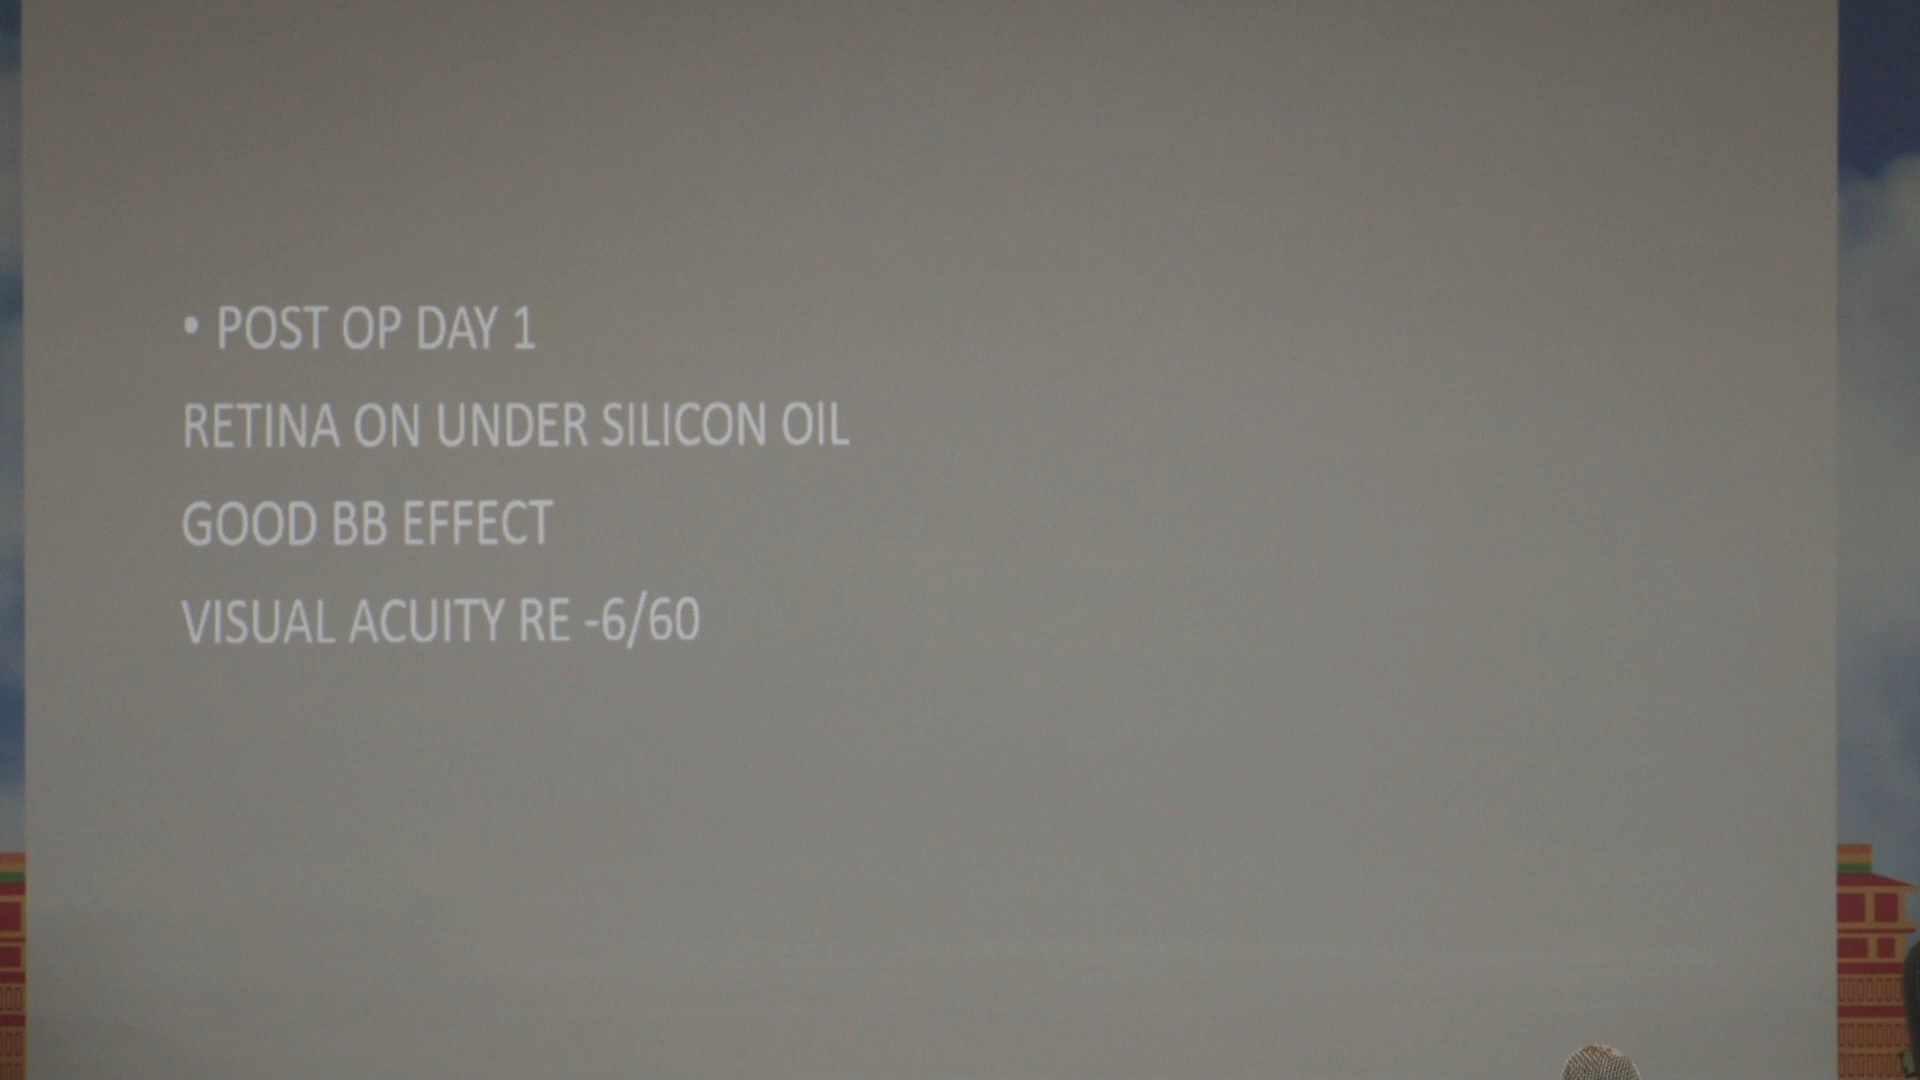 • POST OP DAY 1
RETINA ON UNDER SILICON OIL
GOOD BB EFFECT
VISUAL ACUITY RE -6/60